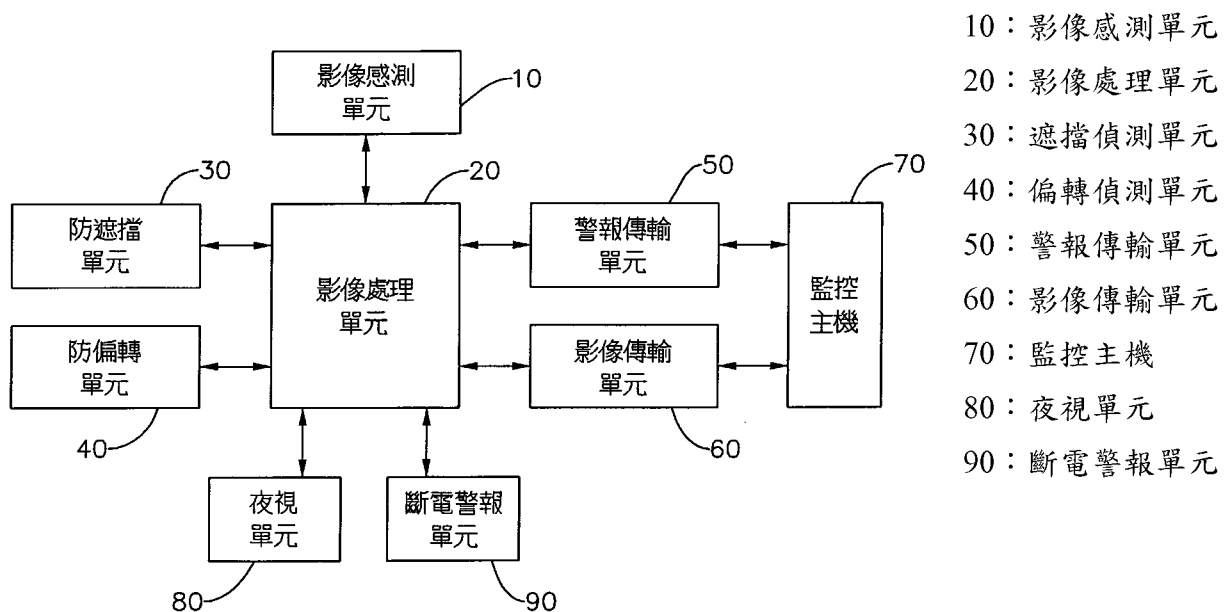 影像感測
單元
10
30
20
50
70
防遮擋
單元
影像處理
單元
警報傳輸
單元
監控
主機
防偏轉
單元
影像傳輸
單元
40
60
夜視
單元
斷電警報
單元
80
90
10：影像感測單元
20：影像處理單元
30：遮擋偵測單元
40：偏轉偵測單元
50：警報傳輸單元
60：影像傳輸單元
70：監控主機
80：夜視單元
90：斷電警報單元